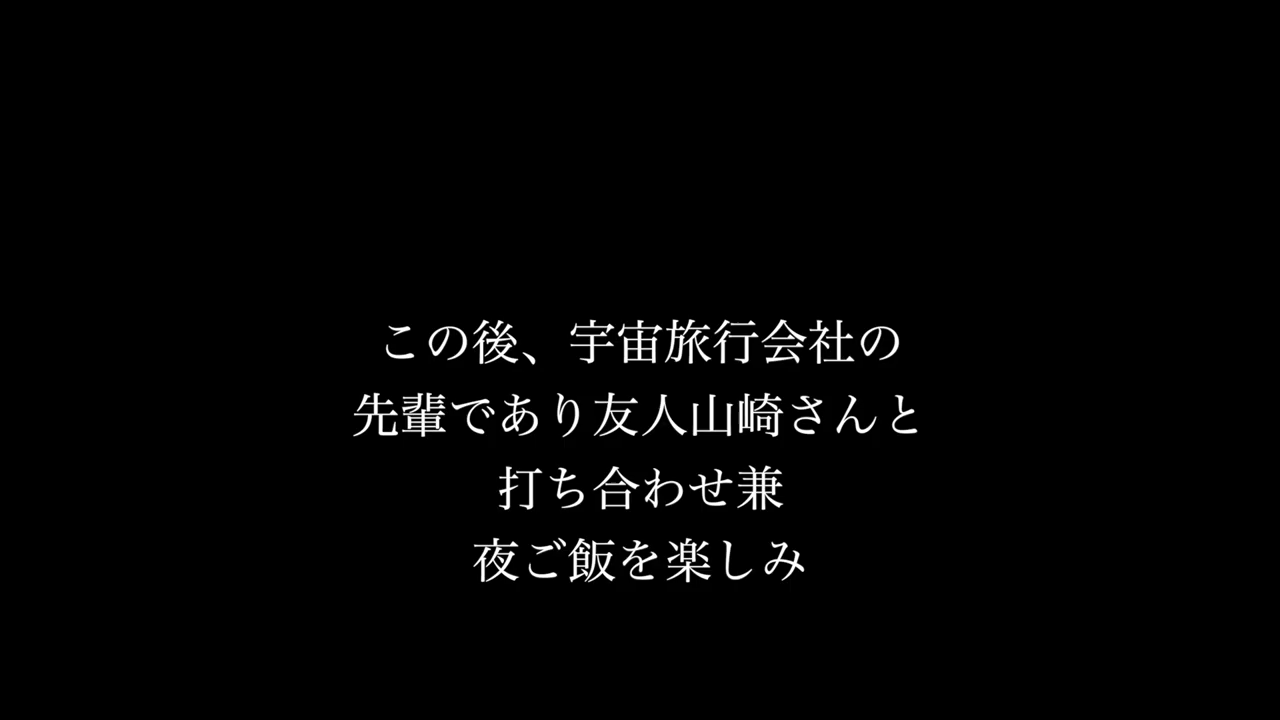 この後、宇宙旅行会社の
先輩であり友人山崎さんと
打ち合わせ兼
夜ご飯を楽しみ